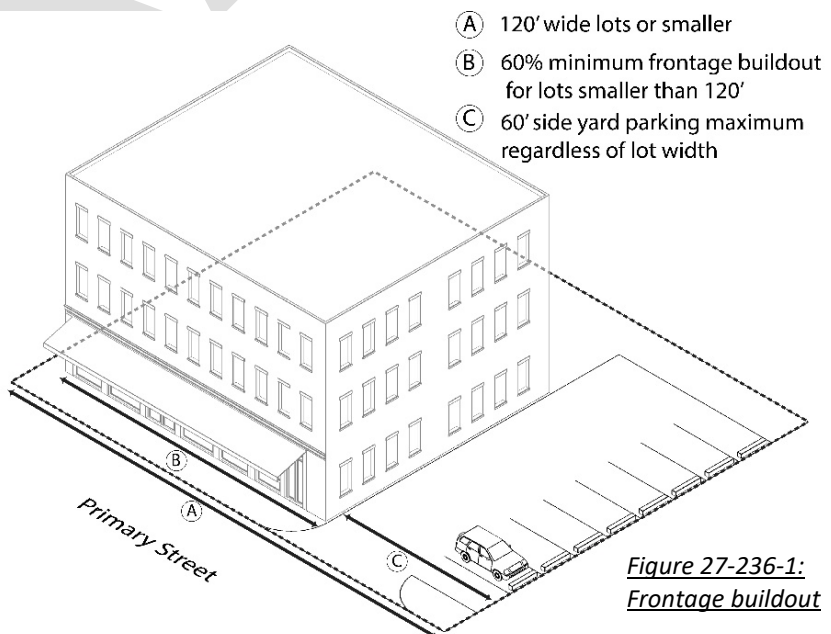 A 120' wide lots or smaller
B 60% minimum frontage buildout
for lots smaller than 120'
C 60' side yard parking maximum
regardless of lot width
B
A
Primary Street
C
Figure 27-236-1:
Frontage buildout